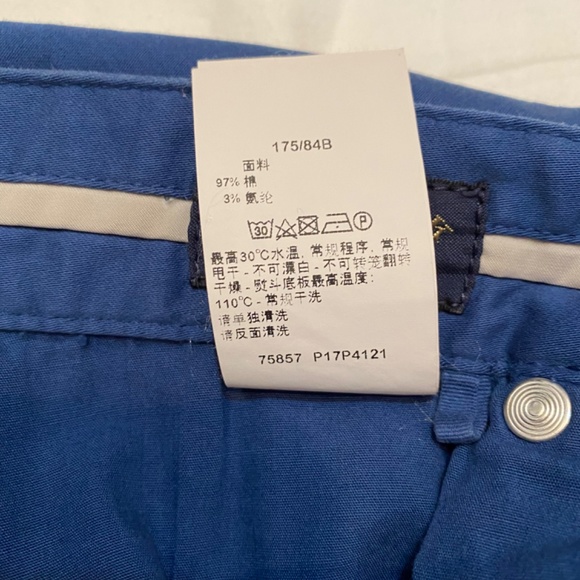 175/84B
面料
97% 棉
3% 氨纶
30 P
最高30℃水温, 常规程序, 常规
甩干 - 不可漂白 - 不可转笼翻转
干燥 - 熨斗底板最高温度:
110℃ - 常规干洗
请单独清洗
请反面清洗
75857 P17P4121